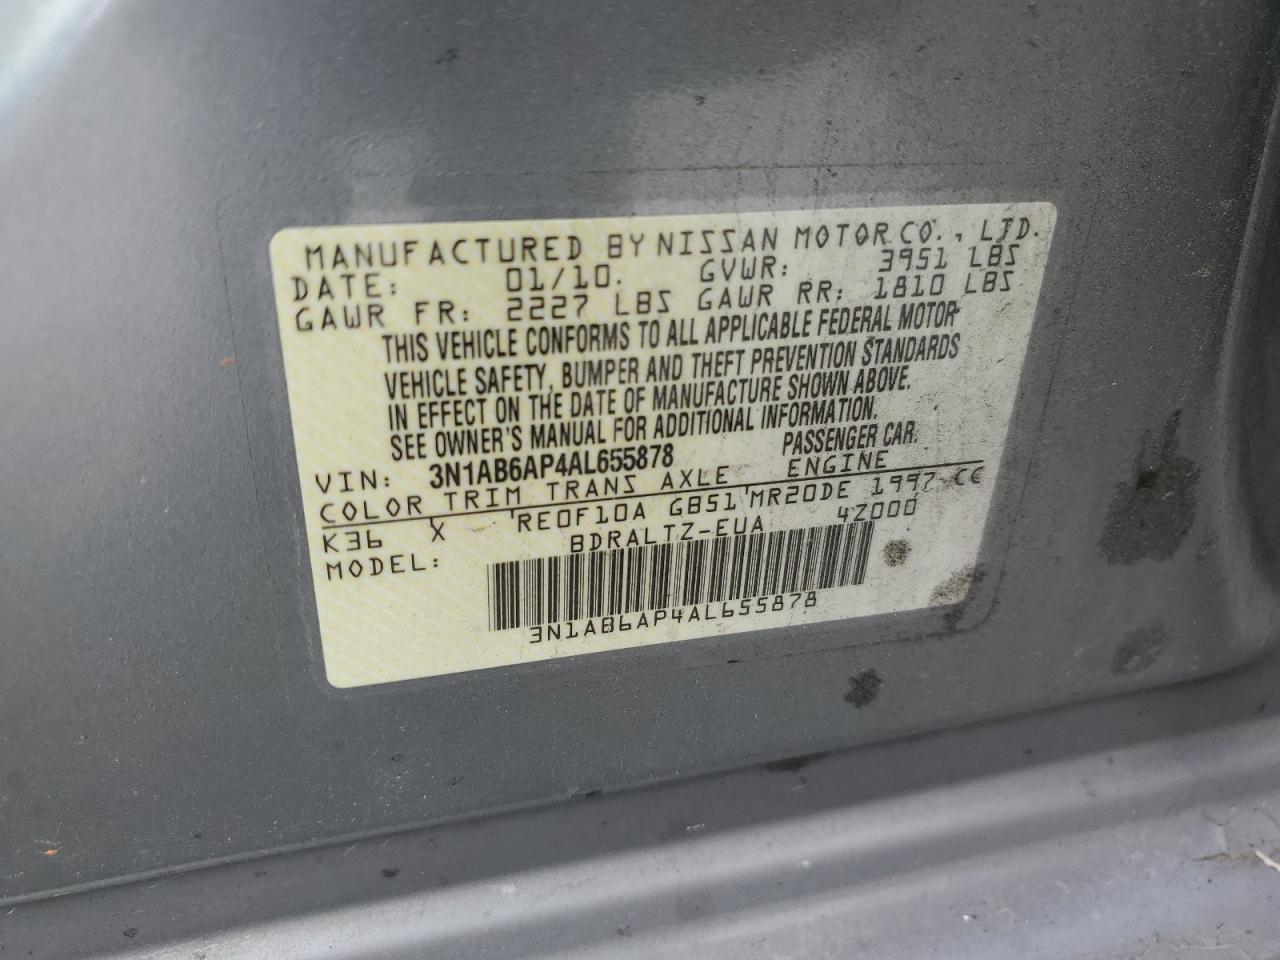 MANUFACTURED BY NISSAN MOTOR CO., LTD.
DATE: 01/10. GVWR: 3951 LBS
GAWR FR: 2227 LBS GAWR RR: 1810 LBS
THIS VEHICLE CONFORMS TO ALL APPLICABLE FEDERAL MOTOR
VEHICLE SAFETY, BUMPER AND THEFT PREVENTION STANDARDS
IN EFFECT ON THE DATE OF MANUFACTURE SHOWN ABOVE.
SEE OWNER'S MANUAL FOR ADDITIONAL INFORMATION.
VIN: 3N1AB6AP4AL655878 PASSENGER CAR.
COLOR TRIM TRANS AXLE ENGINE
K36 X RE0F10A GB51 MR20DE 1997 CC
MODEL: BDRALTZ-EUA 4Z000
3N1AB6AP4AL655878